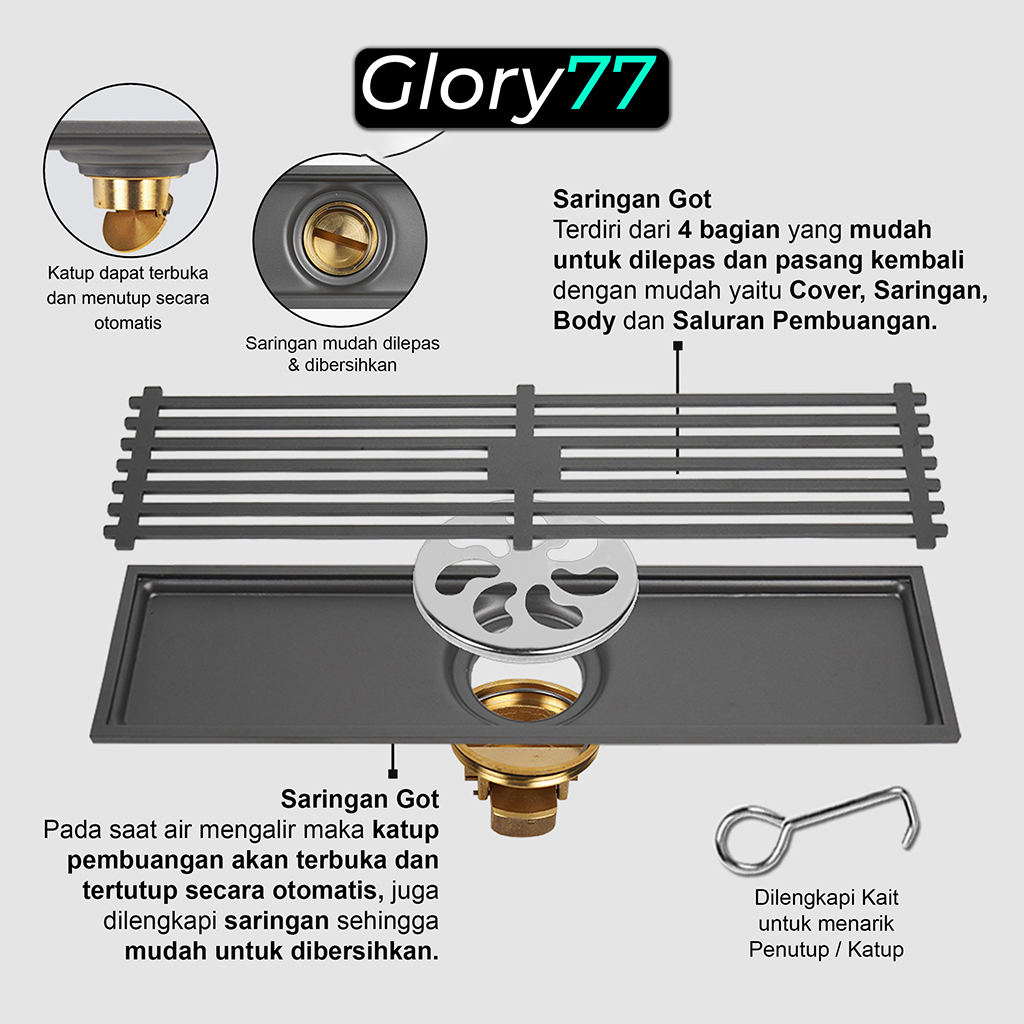 Glory77
Katup dapat terbuka
dan menutup secara
otomatis
Saringan mudah dilepas
& dibersihkan
Saringan Got
Terdiri dari 4 bagian yang mudah
untuk dilepas dan pasang kembali
dengan mudah yaitu Cover, Saringan,
Body dan Saluran Pembuangan.
Saringan Got
Pada saat air mengalir maka katup
pembuangan akan terbuka dan
tertutup secara otomatis, juga
dilengkapi saringan sehingga
mudah untuk dibersihkan.
Dilengkapi Kait
untuk menarik
Penutup / Katup